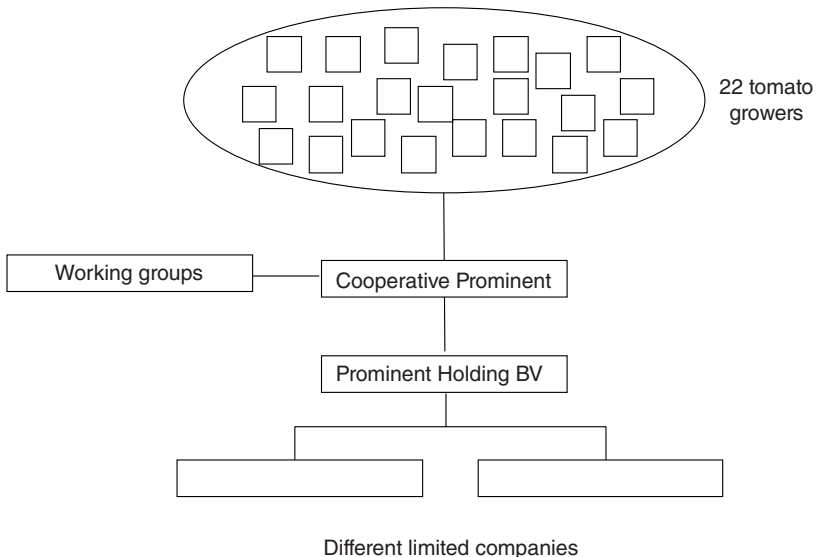 22 tomato
growers
Working groups
Cooperative Prominent
Prominent Holding BV
Different limited companies